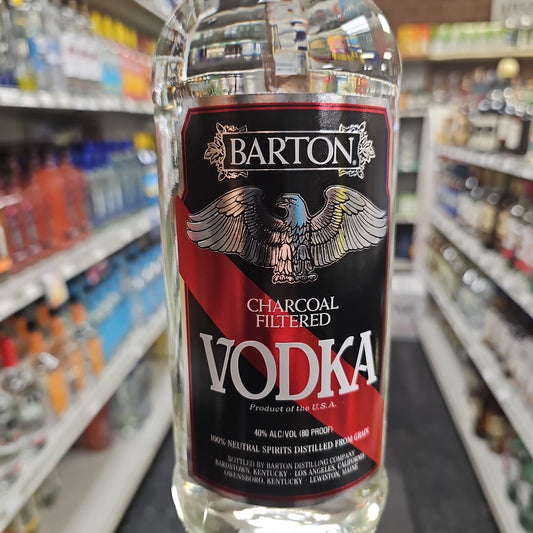 BARTON
CHARCOAL
FILTERED
VODKA
Product of the U.S.A.
40% ALC/VOL (80 PROOF)
100% NEUTRAL SPIRITS DISTILLED FROM GRAIN
BOTTLED BY BARTON DISTILLING COMPANY
BARDSTOWN, KENTUCKY · LOS ANGELES, CALIFORNIA
OWENSBORO, KENTUCKY · LEWISTON, MAINE